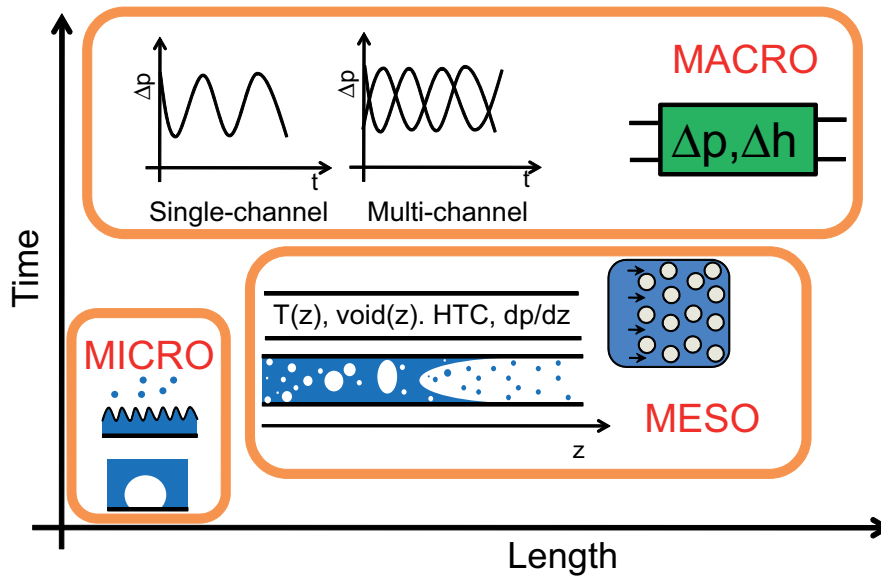 MACRO
Δp
t
Single-channel
Δp
t
Multi-channel
Δp,Δh
Time
T(z), void(z). HTC, dp/dz
z
MESO
MICRO
Length